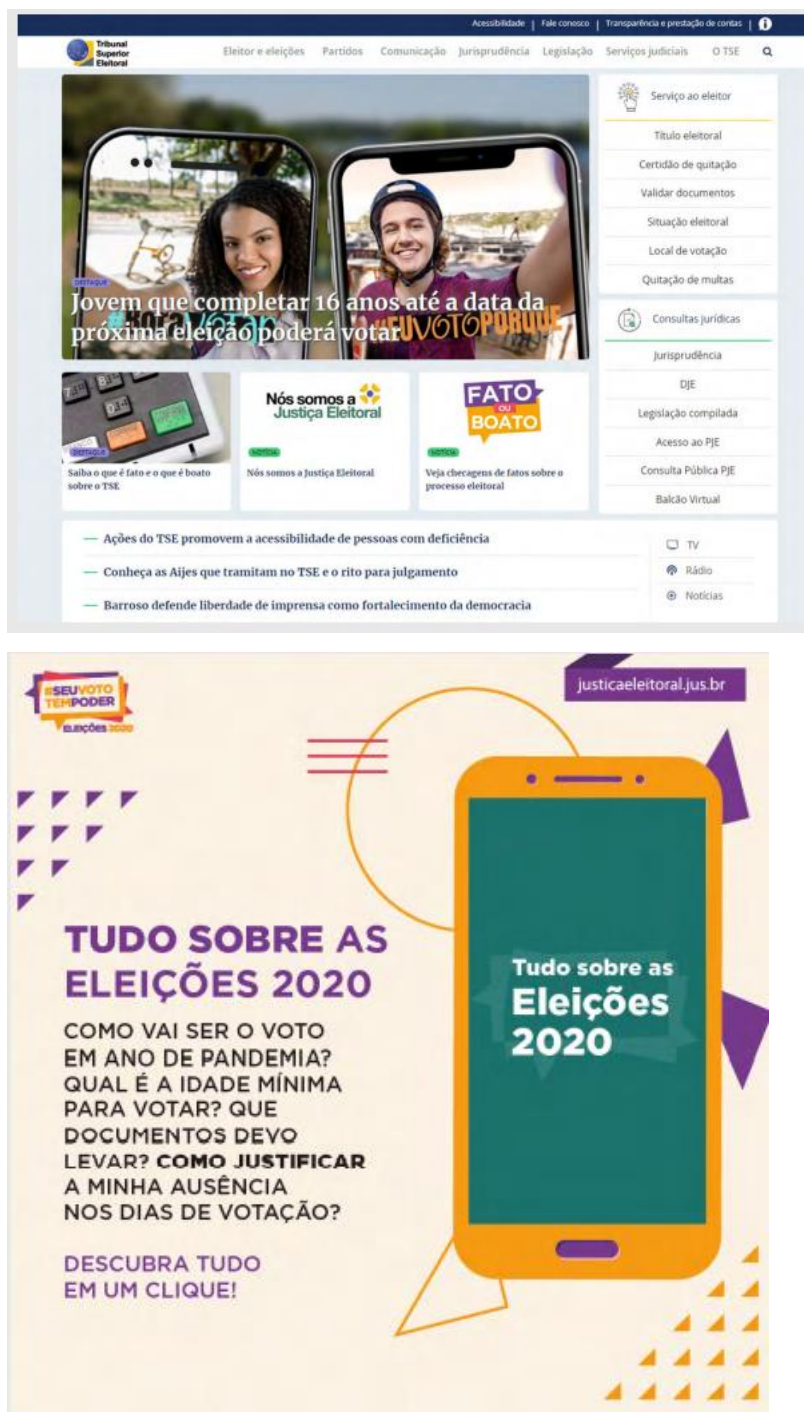 Acessibilidade | Fale conosco | Transparência e prestação de contas |
Tribunal
Superior
Eleitoral
Eleitor e eleições Partidos Comunicação Jurisprudência Legislação Serviços judiciais O TSE
DESTAQUE
Jovem que completar 16 anos até a data da
próxima eleição poderá votar
#BORAVOTAR
#SEUVOTOPORQUE
Serviço ao eleitor
Título eleitoral
Certidão de quitação
Validar documentos
Situação eleitoral
Local de votação
Quitação de multas
Consultas jurídicas
Jurisprudência
DJE
Legislação compilada
Acesso ao PJE
Consulta Pública PJE
Balcão Virtual
DESTAQUE
Saiba o que é fato e o que é boato
sobre o TSE
Nós somos a
Justiça Eleitoral
NOTÍCIA
Nós somos a Justiça Eleitoral
FATO
OU
BOATO
NOTÍCIA
Veja checagens de fatos sobre o
processo eleitoral
Ações do TSE promovem a acessibilidade de pessoas com deficiência
Conheça as Aijes que tramitam no TSE e o rito para julgamento
Barroso defende liberdade de imprensa como fortalecimento da democracia
TV
Rádio
Notícias
#SEUVOTO
TEMPODER
ELEIÇÕES 2020
justicaeleitoral.jus.br
TUDO SOBRE AS
ELEIÇÕES 2020
COMO VAI SER O VOTO
EM ANO DE PANDEMIA?
QUAL É A IDADE MÍNIMA
PARA VOTAR? QUE
DOCUMENTOS DEVO
LEVAR? COMO JUSTIFICAR
A MINHA AUSÊNCIA
NOS DIAS DE VOTAÇÃO?
DESCUBRA TUDO
EM UM CLIQUE!
Tudo sobre as
Eleições
2020